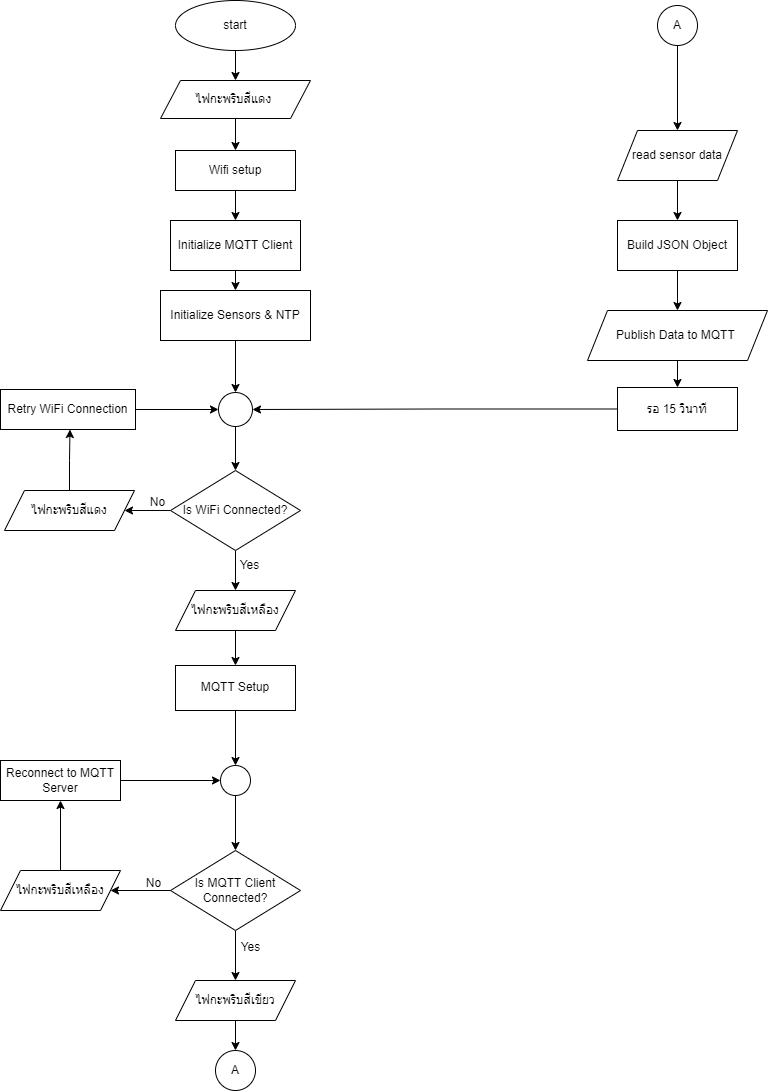 start
ไฟกะพริบสีแดง
Wifi setup
Initialize MQTT Client
Initialize Sensors & NTP
Retry WiFi Connection
ไฟกะพริบสีแดง
No
Is WiFi Connected?
Yes
ไฟกะพริบสีเหลือง
MQTT Setup
Reconnect to MQTT
Server
ไฟกะพริบสีเหลือง
No
Is MQTT Client
Connected?
Yes
ไฟกะพริบสีเขียว
A
A
read sensor data
Build JSON Object
Publish Data to MQTT
รอ 15 วินาที